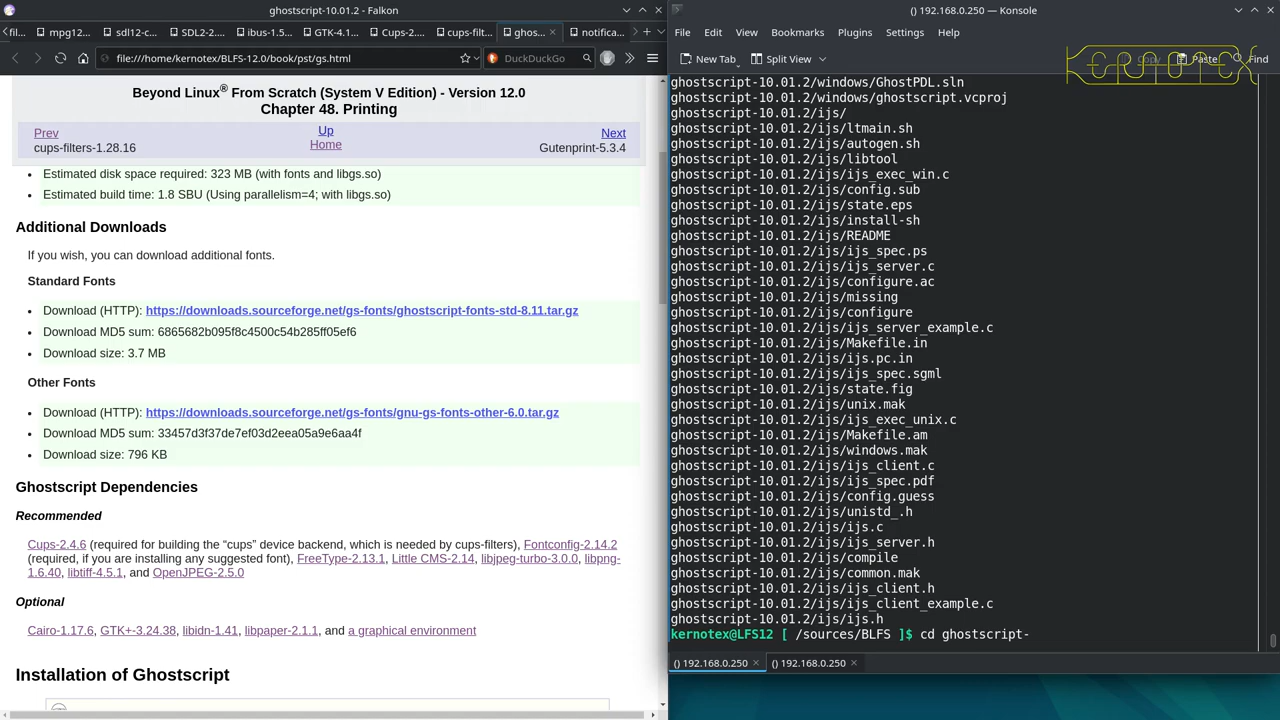 ghostscript-10.01.2 - Falkon
fil...
mpg12...
sdl12-c...
SDL2-2....
ibus-1.5...
GTK-4.1...
Cups-2....
cups-filt...
ghos...
notifica...
file:///home/kernotex/BLFS-12.0/book/pst/gs.html
DuckDuckGo
Beyond Linux® From Scratch (System V Edition) - Version 12.0
Chapter 48. Printing
Prev
Up
Next
cups-filters-1.28.16
Home
Gutenprint-5.3.4
• Estimated disk space required: 323 MB (with fonts and libgs.so)
• Estimated build time: 1.8 SBU (Using parallelism=4; with libgs.so)
Additional Downloads
If you wish, you can download additional fonts.
Standard Fonts
• Download (HTTP): https://downloads.sourceforge.net/gs-fonts/ghostscript-fonts-std-8.11.tar.gz
• Download MD5 sum: 6865682b095f8c4500c54b285ff05ef6
• Download size: 3.7 MB
Other Fonts
• Download (HTTP): https://downloads.sourceforge.net/gs-fonts/gnu-gs-fonts-other-6.0.tar.gz
• Download MD5 sum: 33457d3f37de7ef03d2eea05a9e6aa4f
• Download size: 796 KB
Ghostscript Dependencies
Recommended
Cups-2.4.6 (required for building the “cups” device backend, which is needed by cups-filters), Fontconfig-2.14.2
(required, if you are installing any suggested font), FreeType-2.13.1, Little CMS-2.14, libjpeg-turbo-3.0.0, libpng-
1.6.40, libtiff-4.5.1, and OpenJPEG-2.5.0
Optional
Cairo-1.17.6, GTK+-3.24.38, libidn-1.41, libpaper-2.1.1, and a graphical environment
Installation of Ghostscript
() 192.168.0.250 — Konsole
File Edit View Bookmarks Plugins Settings Help
New Tab Split View Copy Paste Find
KERNOTEX
ghostscript-10.01.2/windows/GhostPDL.sln
ghostscript-10.01.2/windows/ghostscript.vcproj
ghostscript-10.01.2/ijs/
ghostscript-10.01.2/ijs/ltmain.sh
ghostscript-10.01.2/ijs/autogen.sh
ghostscript-10.01.2/ijs/libtool
ghostscript-10.01.2/ijs/ijs_exec_win.c
ghostscript-10.01.2/ijs/config.sub
ghostscript-10.01.2/ijs/state.eps
ghostscript-10.01.2/ijs/install-sh
ghostscript-10.01.2/ijs/README
ghostscript-10.01.2/ijs/ijs_spec.ps
ghostscript-10.01.2/ijs/ijs_server.c
ghostscript-10.01.2/ijs/configure.ac
ghostscript-10.01.2/ijs/missing
ghostscript-10.01.2/ijs/configure
ghostscript-10.01.2/ijs/ijs_server_example.c
ghostscript-10.01.2/ijs/Makefile.in
ghostscript-10.01.2/ijs/ijs.pc.in
ghostscript-10.01.2/ijs/ijs_spec.sgml
ghostscript-10.01.2/ijs/state.fig
ghostscript-10.01.2/ijs/unix.mak
ghostscript-10.01.2/ijs/ijs_exec_unix.c
ghostscript-10.01.2/ijs/Makefile.am
ghostscript-10.01.2/ijs/windows.mak
ghostscript-10.01.2/ijs/ijs_client.c
ghostscript-10.01.2/ijs/ijs_spec.pdf
ghostscript-10.01.2/ijs/config.guess
ghostscript-10.01.2/ijs/unistd_.h
ghostscript-10.01.2/ijs/ijs.c
ghostscript-10.01.2/ijs/ijs_server.h
ghostscript-10.01.2/ijs/compile
ghostscript-10.01.2/ijs/common.mak
ghostscript-10.01.2/ijs/ijs_client.h
ghostscript-10.01.2/ijs/ijs_client_example.c
ghostscript-10.01.2/ijs/ijs.h
kernotex@LFS12 [ /sources/BLFS ]$ cd ghostscript-
() 192.168.0.250
() 192.168.0.250